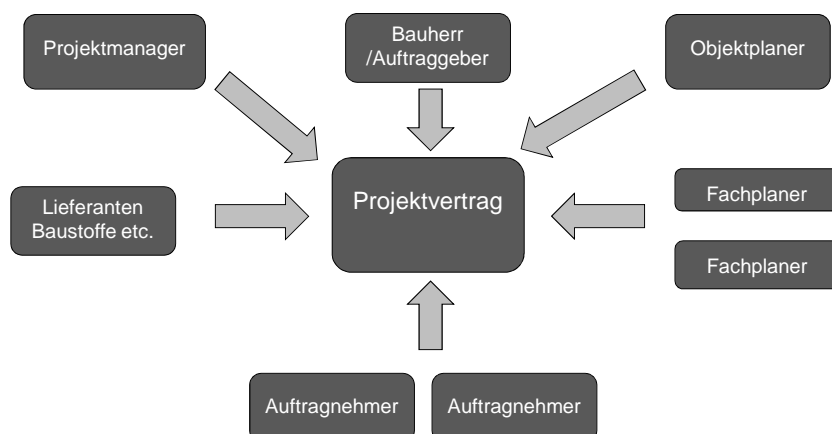 Projektmanager
Bauherr
/Auftraggeber
Objektplaner
Lieferanten
Baustoffe etc.
Projektvertrag
Fachplaner
Fachplaner
Auftragnehmer
Auftragnehmer